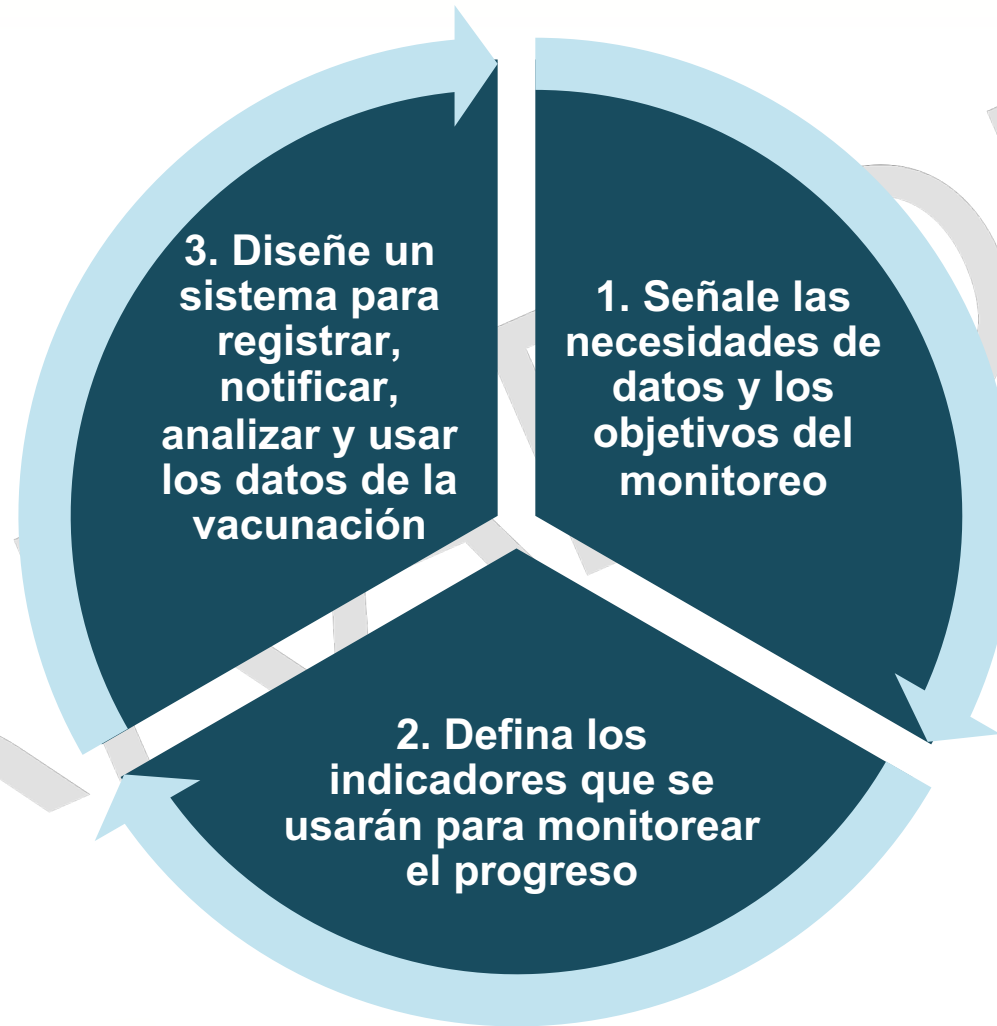 1. Señale las
necesidades de
datos y los
objetivos del
monitoreo
2. Defina los
indicadores que se
usarán para monitorear
el progreso
3. Diseñe un
sistema para
registrar,
notificar,
analizar y usar
los datos de la
vacunación